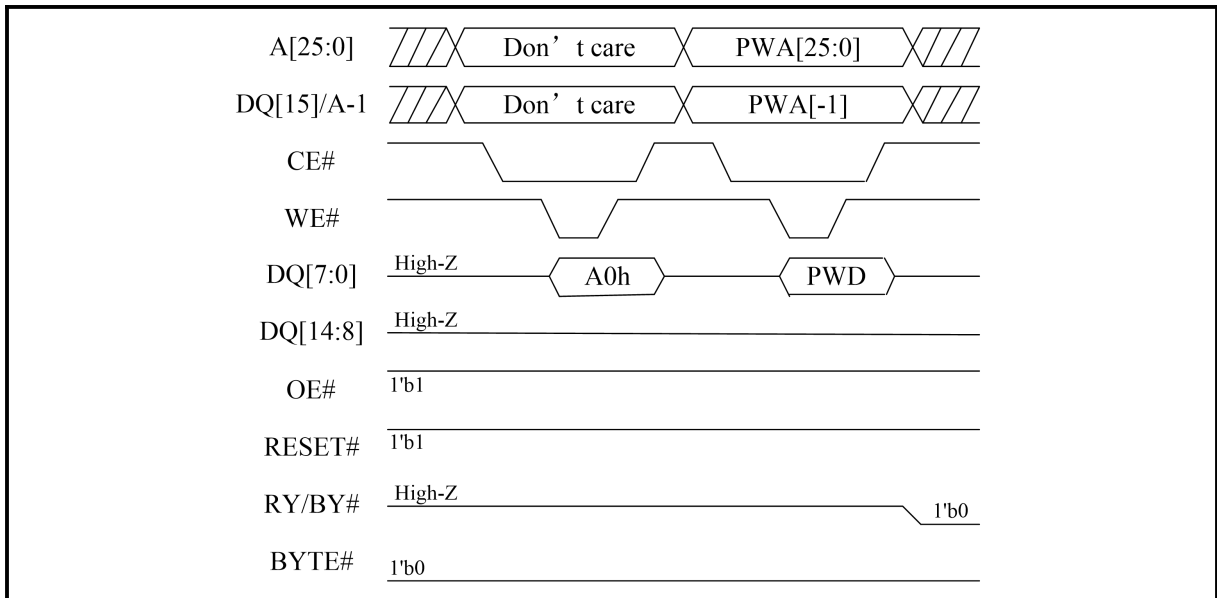 A[25:0] Don’t care PWA[25:0]
DQ[15]/A-1 Don’t care PWA[-1]
CE#
WE#
DQ[7:0] High-Z A0h PWD
DQ[14:8] High-Z
OE# 1'b1
RESET# 1'b1
RY/BY# High-Z 1'b0
BYTE# 1'b0